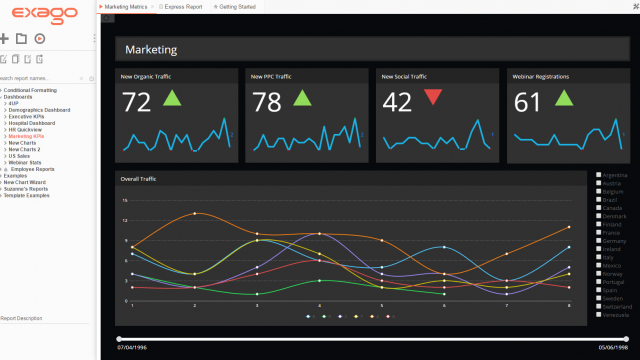 exago
Marketing Metrics
Express Report
Getting Started
search report names...
Conditional Formatting
Dashboards
4UP
Demographics Dashboard
Executive KPIs
Hospital Dashboard
HR Quickview
Marketing KPIs
New Charts
New Charts 2
US Sales
Webinar Stats
Employee Reports
Examples
New Chart Wizard
Suzanne's Reports
Template Examples
Report Description
Marketing
New Organic Traffic
72
New PPC Traffic
78
New Social Traffic
42
Webinar Registrations
61
Overall Traffic
15
12
9
6
3
0
1 2 3 4 5 6 7 8
Argentina
Austria
Belgium
Brazil
Canada
Denmark
Finland
France
Germany
Ireland
Italy
Mexico
Norway
Portugal
Spain
Sweden
Switzerland
Venezuela
07/04/1996
05/06/1998